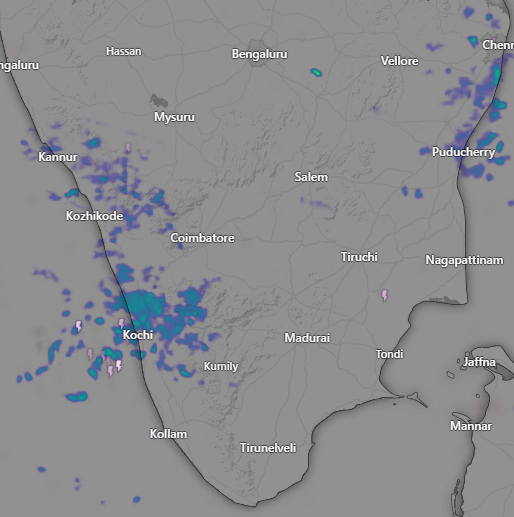 Hassan
Bengaluru
Chenn
ngaluru
Vellore
Mysuru
Kannur
Puducherry
Salem
Kozhikode
Coimbatore
Tiruchi
Nagapattinam
Kochi
Madurai
Tondi
Kumily
Jaffna
Mannar
Kollam
Tirunelveli